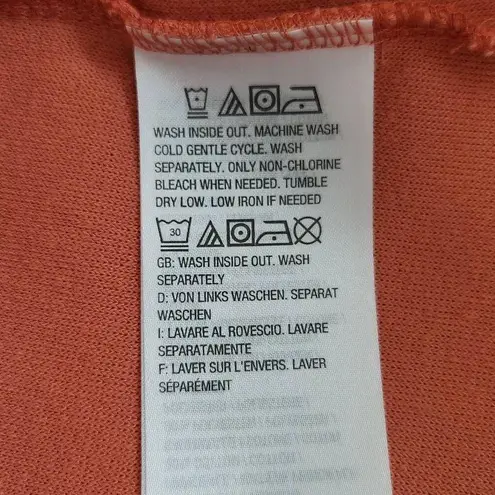 WASH INSIDE OUT. MACHINE WASH
COLD GENTLE CYCLE. WASH
SEPARATELY. ONLY NON-CHLORINE
BLEACH WHEN NEEDED. TUMBLE
DRY LOW. LOW IRON IF NEEDED
30
GB: WASH INSIDE OUT. WASH
SEPARATELY
D: VON LINKS WASCHEN. SEPARAT
WASCHEN
I: LAVARE AL ROVESCIO. LAVARE
SEPARATAMENTE
F: LAVER SUR L'ENVERS. LAVER
SÉPARÉMENT